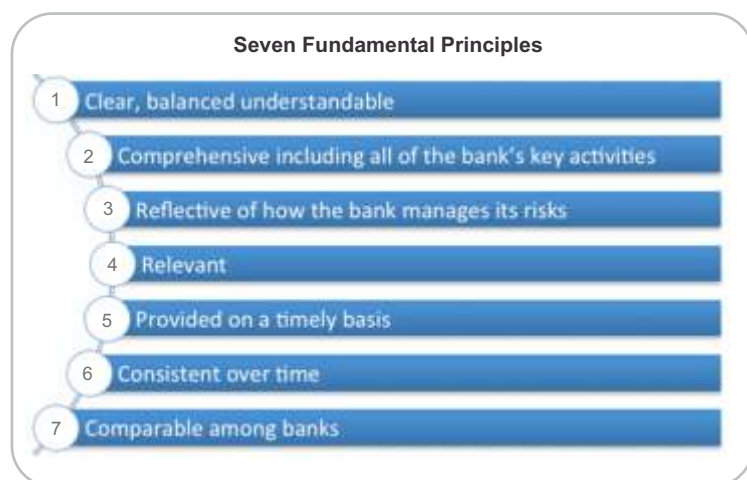 Seven Fundamental Principles
1 Clear, balanced understandable
2 Comprehensive including all of the bank's key activities
3 Reflective of how the bank manages its risks
4 Relevant
5 Provided on a timely basis
6 Consistent over time
7 Comparable among banks